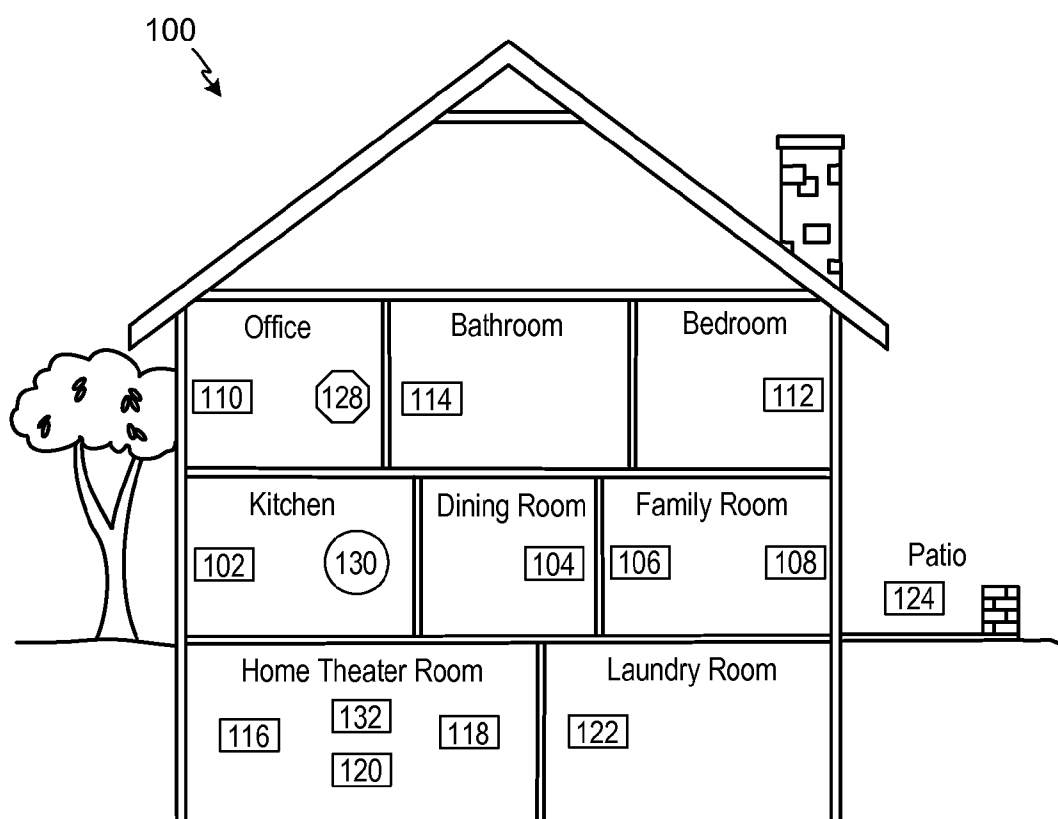 100
Office
Bathroom
Bedroom
110
128
114
112
Kitchen
Dining Room
Family Room
102
130
104
106
108
Patio
124
Home Theater Room
Laundry Room
116
132
118
122
120